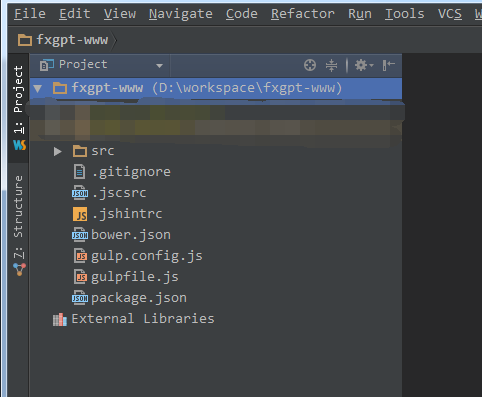 File Edit View Navigate Code Refactor Run Tools VCS W
fxgpt-www
1: Project
Project
fxgpt-www (D:\workspace\fxgpt-www)
src
.gitignore
.jscsrc
.jshintrc
bower.json
gulp.config.js
gulpfile.js
package.json
External Libraries
7: Structure